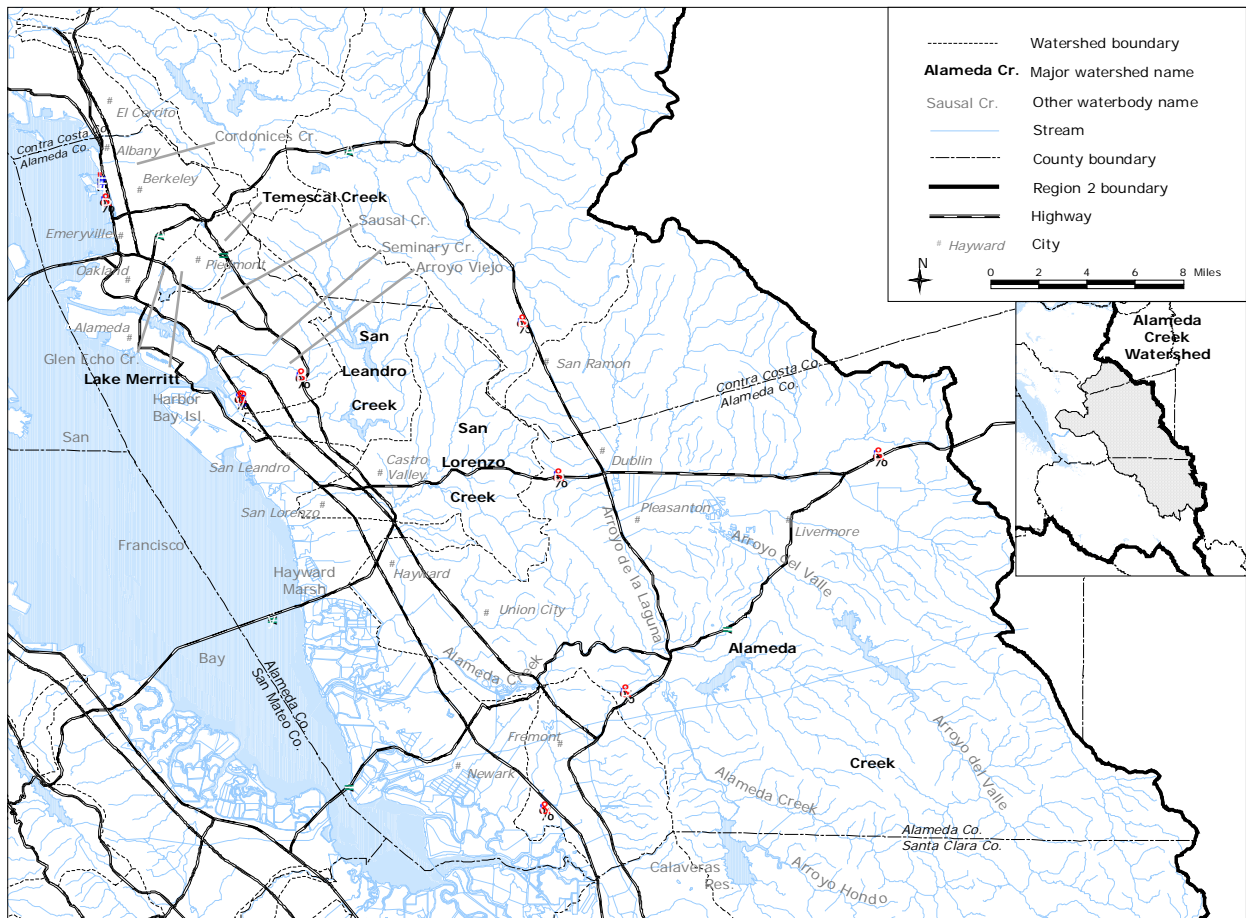 Watershed boundary
Alameda Cr. Major watershed name
Sausal Cr. Other waterbody name
Stream
County boundary
Region 2 boundary
Highway
# Hayward City
N
0 2 4 6 8 Miles
Alameda
Creek
Watershed
El Cerrito
Contra Costa Co.
Alameda Co.
Cordonices Cr.
Albany
Berkeley
Temescal Creek
Sausal Cr.
Emeryville
Seminary Cr.
Piedmont
Arroyo Viejo
Oakland
Alameda
San
Leandro
Creek
Glen Echo Cr.
Lake Merritt
Harbor
Bay Isl.
San Ramon
Contra Costa Co.
Alameda Co.
San
Francisco
Bay
San
Lorenzo
Creek
San Leandro
Castro
Valley
Dublin
San Lorenzo
Pleasanton
Livermore
Arroyo de la Laguna
Arroyo del Valle
Hayward
Marsh
Hayward
Union City
Alameda Creek
Alameda
Creek
Alameda Co.
San Mateo Co.
Fremont
Newark
Arroyo del Valle
Alameda Creek
Alameda Co.
Santa Clara Co.
Calaveras
Res.
Arroyo Hondo